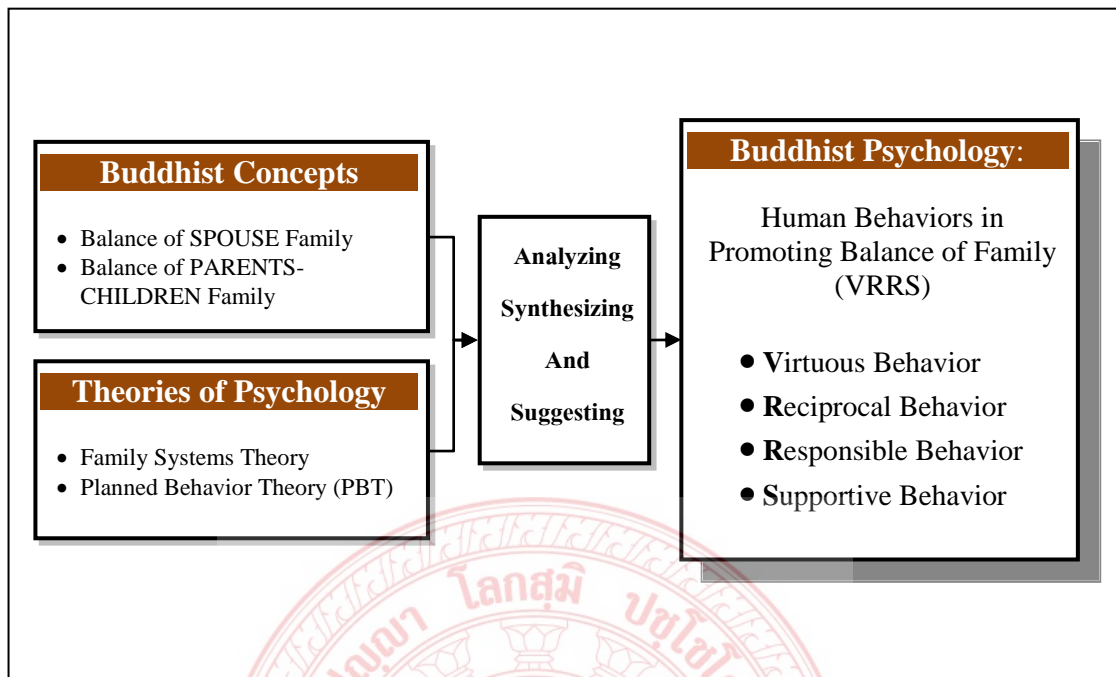 Buddhist Concepts
• Balance of SPOUSE Family
• Balance of PARENTS-
CHILDREN Family
Theories of Psychology
• Family Systems Theory
• Planned Behavior Theory (PBT)
Analyzing
Synthesizing
And
Suggesting
Buddhist Psychology:
Human Behaviors in
Promoting Balance of Family
(VRRS)
• Virtuous Behavior
• Reciprocal Behavior
• Responsible Behavior
• Supportive Behavior
โลกสฺมิ